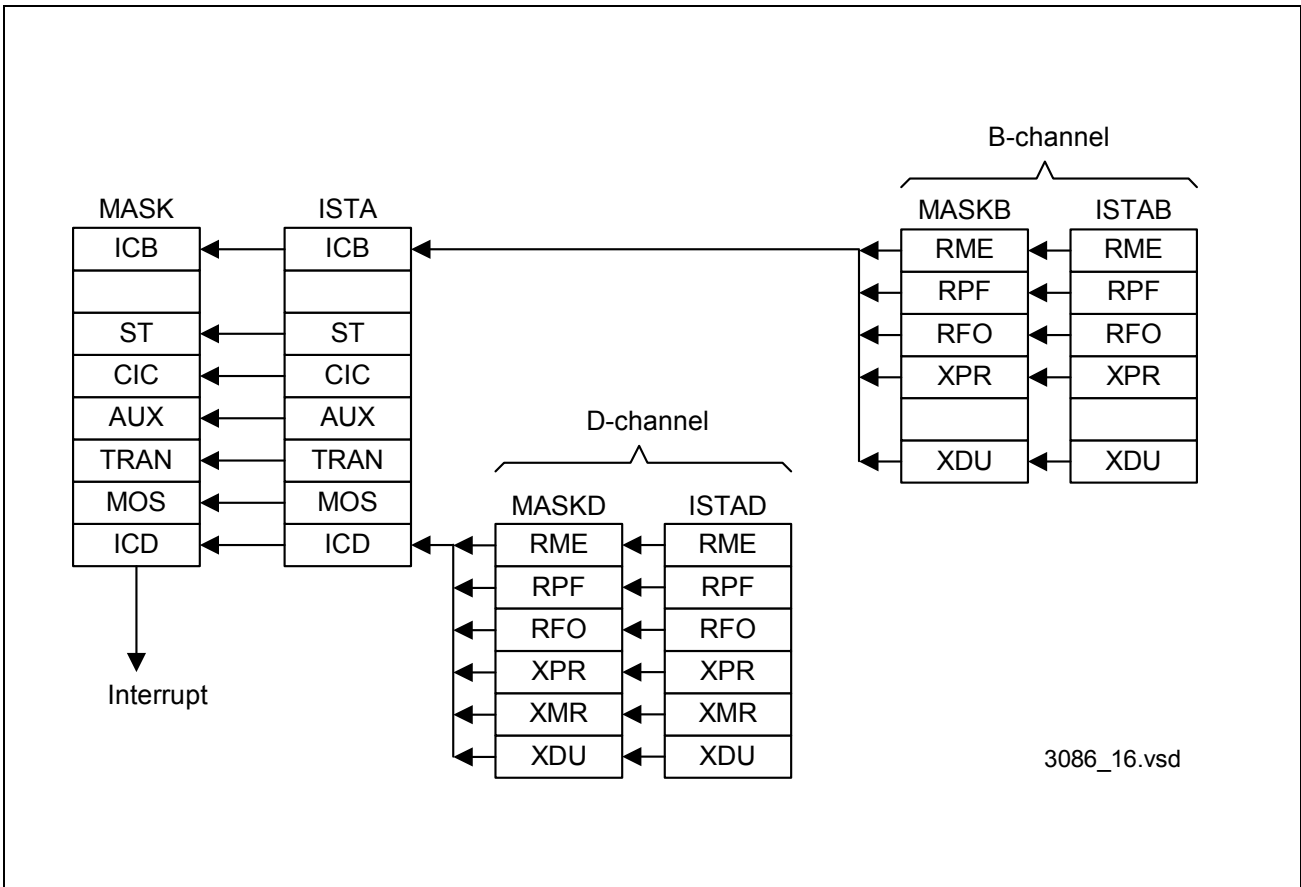 B-channel
MASK ISTA MASKB ISTAB
ICB ICB RME RME
RPF RPF
ST ST RFO RFO
CIC CIC XPR XPR
AUX AUX
D-channel
TRAN TRAN XDU XDU
MOS MOS MASKD ISTAD
ICD ICD RME RME
RPF RPF
RFO RFO
XPR XPR
Interrupt
XMR XMR
XDU XDU
3086_16.vsd